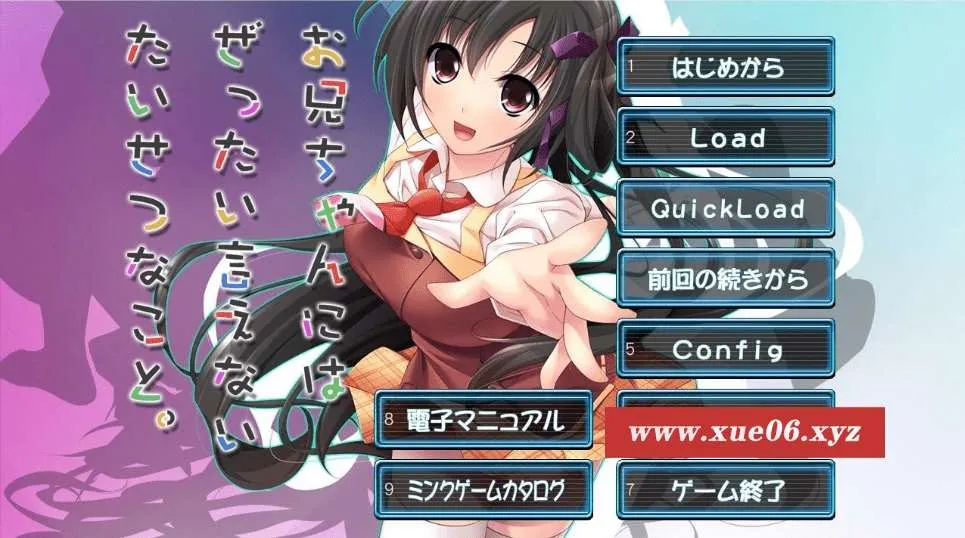 お兄ちゃんには
ぜったい言えない
たいせつなこと。
1 はじめから
2 Load
QuickLoad
前回の続きから
5 Config
8 電子マニュアル
www.xue06.xyz
9 ミンクゲームカタログ
7 ゲーム終了